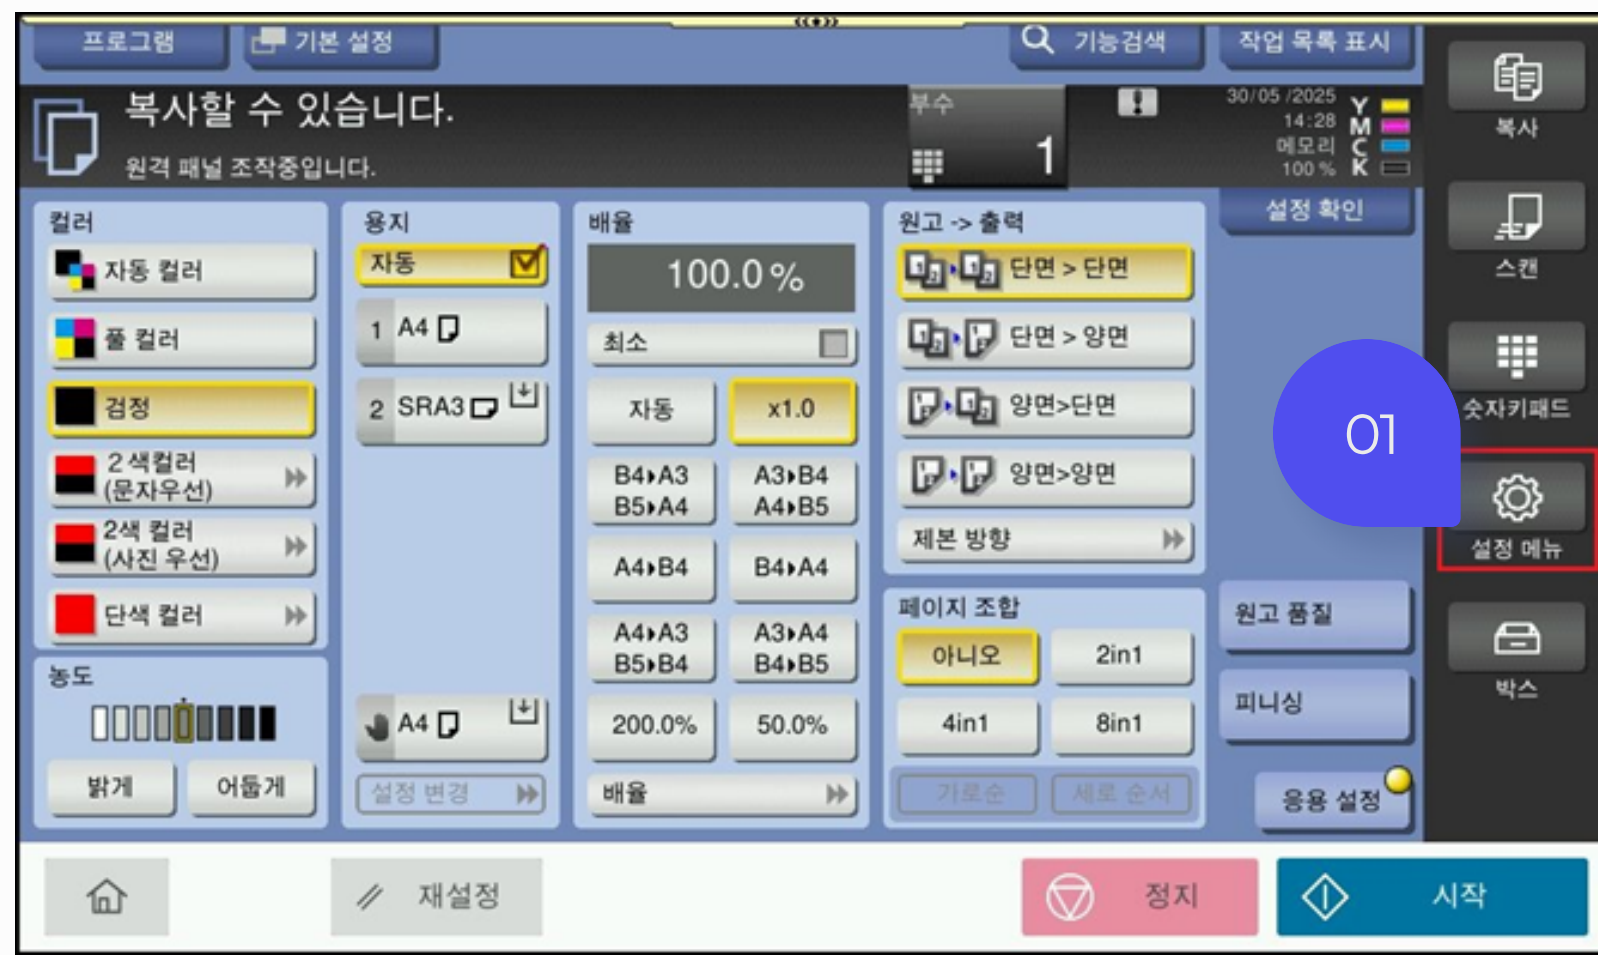 프로그램
기본 설정
기능검색
작업 목록 표시
복사할 수 있습니다.
원격 패널 조작중입니다.
부수
1
30/05 /2025
14:28
메모리
100 %
Y
M
C
K
설정 확인
컬러
자동 컬러
풀 컬러
검정
2 색컬러
(문자우선)
2색 컬러
(사진 우선)
단색 컬러
농도
밝게
어둡게
용지
자동
1 A4
2 SRA3
A4
설정 변경
배율
100.0 %
최소
자동
x1.0
B4▸A3
B5▸A4
A3▸B4
A4▸B5
A4▸B4
B4▸A4
A4▸A3
B5▸B4
A3▸A4
B4▸B5
200.0%
50.0%
배율
원고 -> 출력
단면 > 단면
단면 > 양면
양면>단면
양면>양면
제본 방향
페이지 조합
아니오
2in1
4in1
8in1
가로순
세로 순서
원고 품질
피니싱
응용 설정
복사
스캔
숫자키패드
01
설정 메뉴
박스
재설정
정지
시작